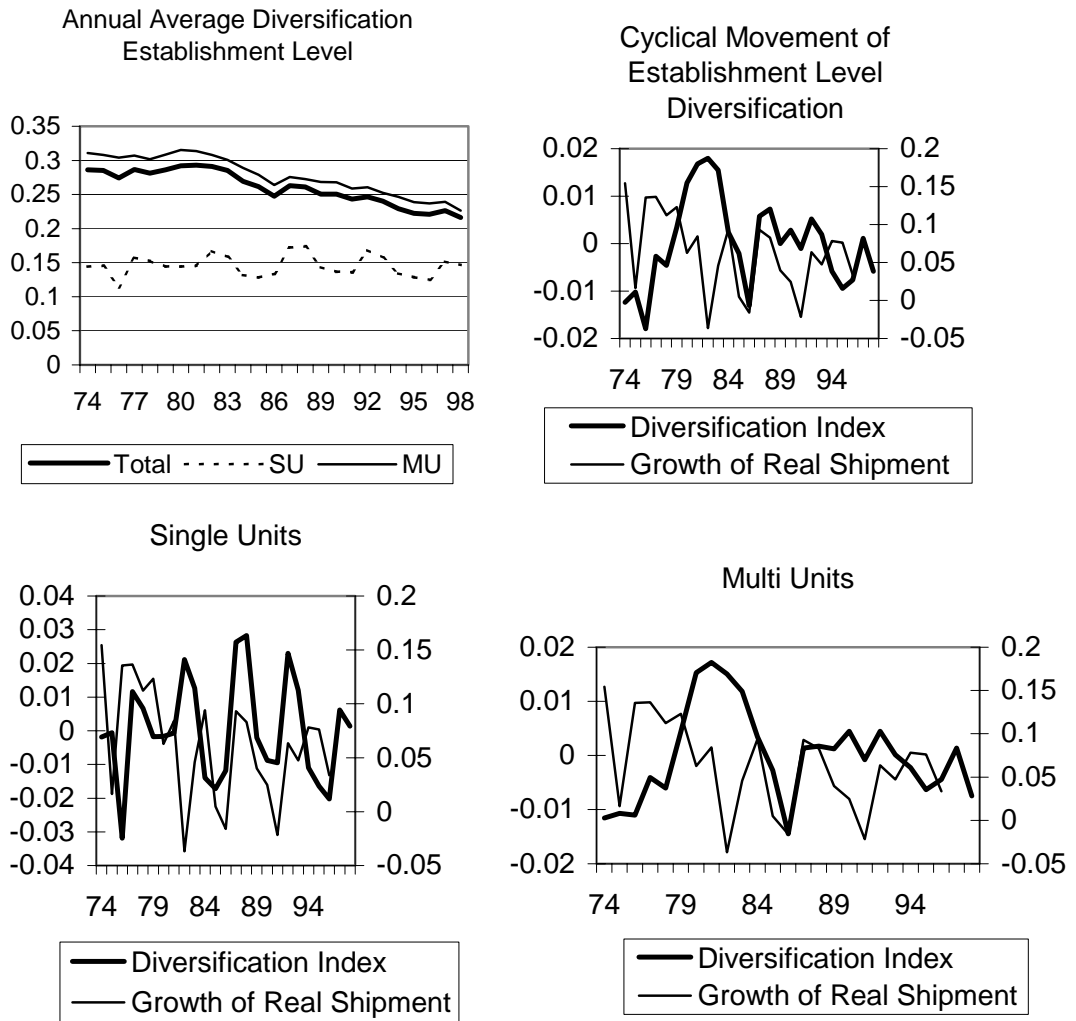 Annual Average Diversification
Establishment Level
0.35
0.3
0.25
0.2
0.15
0.1
0.05
0
74 77 80 83 86 89 92 95 98
Total SU MU
Cyclical Movement of
Establishment Level
Diversification
0.02
0.01
0
-0.01
-0.02
0.2
0.15
0.1
0.05
0
-0.05
74 79 84 89 94
Diversification Index
Growth of Real Shipment
Single Units
0.04
0.03
0.02
0.01
0
-0.01
-0.02
-0.03
-0.04
0.2
0.15
0.1
0.05
0
-0.05
74 79 84 89 94
Diversification Index
Growth of Real Shipment
Multi Units
0.02
0.01
0
-0.01
-0.02
0.2
0.15
0.1
0.05
0
-0.05
74 79 84 89 94
Diversification Index
Growth of Real Shipment